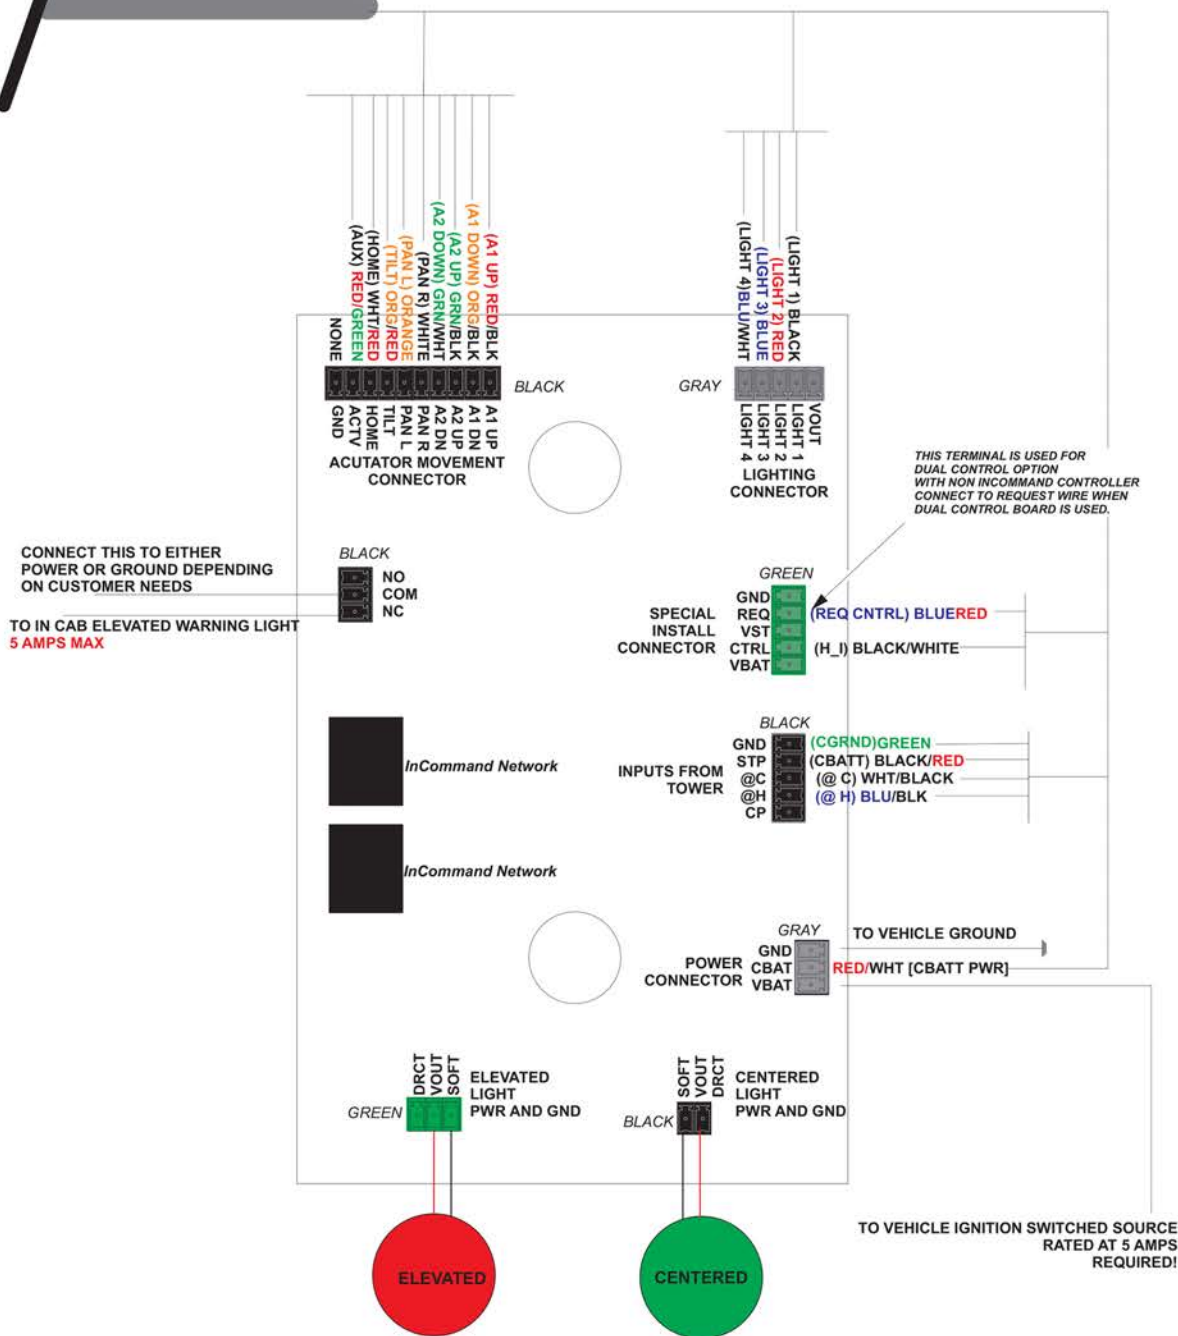 NONE
(AUX) RED/GREEN
(HOME) WHT/RED
(TILT) ORG/RED
(PAN L) ORANGE
(PAN R) WHITE
(A2 DOWN) GRN/WHT
(A2 UP) GRN/BLK
(A1 DOWN) ORG/BLK
(A1 UP) RED/BLK
BLACK
GND
ACTV
HOME
TILT
PAN L
PAN R
A2 DN
A2 UP
A1 DN
A1 UP
ACUTATOR MOVEMENT
CONNECTOR
(LIGHT 4)BLU/WHT
(LIGHT 3) BLUE
(LIGHT 2) RED
(LIGHT 1) BLACK
GRAY
LIGHT 4
LIGHT 3
LIGHT 2
LIGHT 1
VOUT
LIGHTING
CONNECTOR
THIS TERMINAL IS USED FOR
DUAL CONTROL OPTION
WITH NON INCOMMAND CONTROLLER
CONNECT TO REQUEST WIRE WHEN
DUAL CONTROL BOARD IS USED.
CONNECT THIS TO EITHER
POWER OR GROUND DEPENDING
ON CUSTOMER NEEDS
TO IN CAB ELEVATED WARNING LIGHT
5 AMPS MAX
BLACK
NO
COM
NC
GREEN
SPECIAL
INSTALL
CONNECTOR
GND
REQ
VST
CTRL
VBAT
(REQ CNTRL) BLUERED
(H_I) BLACK/WHITE
BLACK
INPUTS FROM
TOWER
GND
STP
@C
@H
CP
(CGRND)GREEN
(CBATT) BLACK/RED
(@ C) WHT/BLACK
(@ H) BLU/BLK
InCommand Network
InCommand Network
GRAY
POWER
CONNECTOR
GND
CBAT
VBAT
TO VEHICLE GROUND
RED/WHT [CBATT PWR]
DRCT
VOUT
SOFT
GREEN
ELEVATED
LIGHT
PWR AND GND
SOFT
VOUT
DRCT
BLACK
CENTERED
LIGHT
PWR AND GND
TO VEHICLE IGNITION SWITCHED SOURCE
RATED AT 5 AMPS
REQUIRED!
ELEVATED
CENTERED